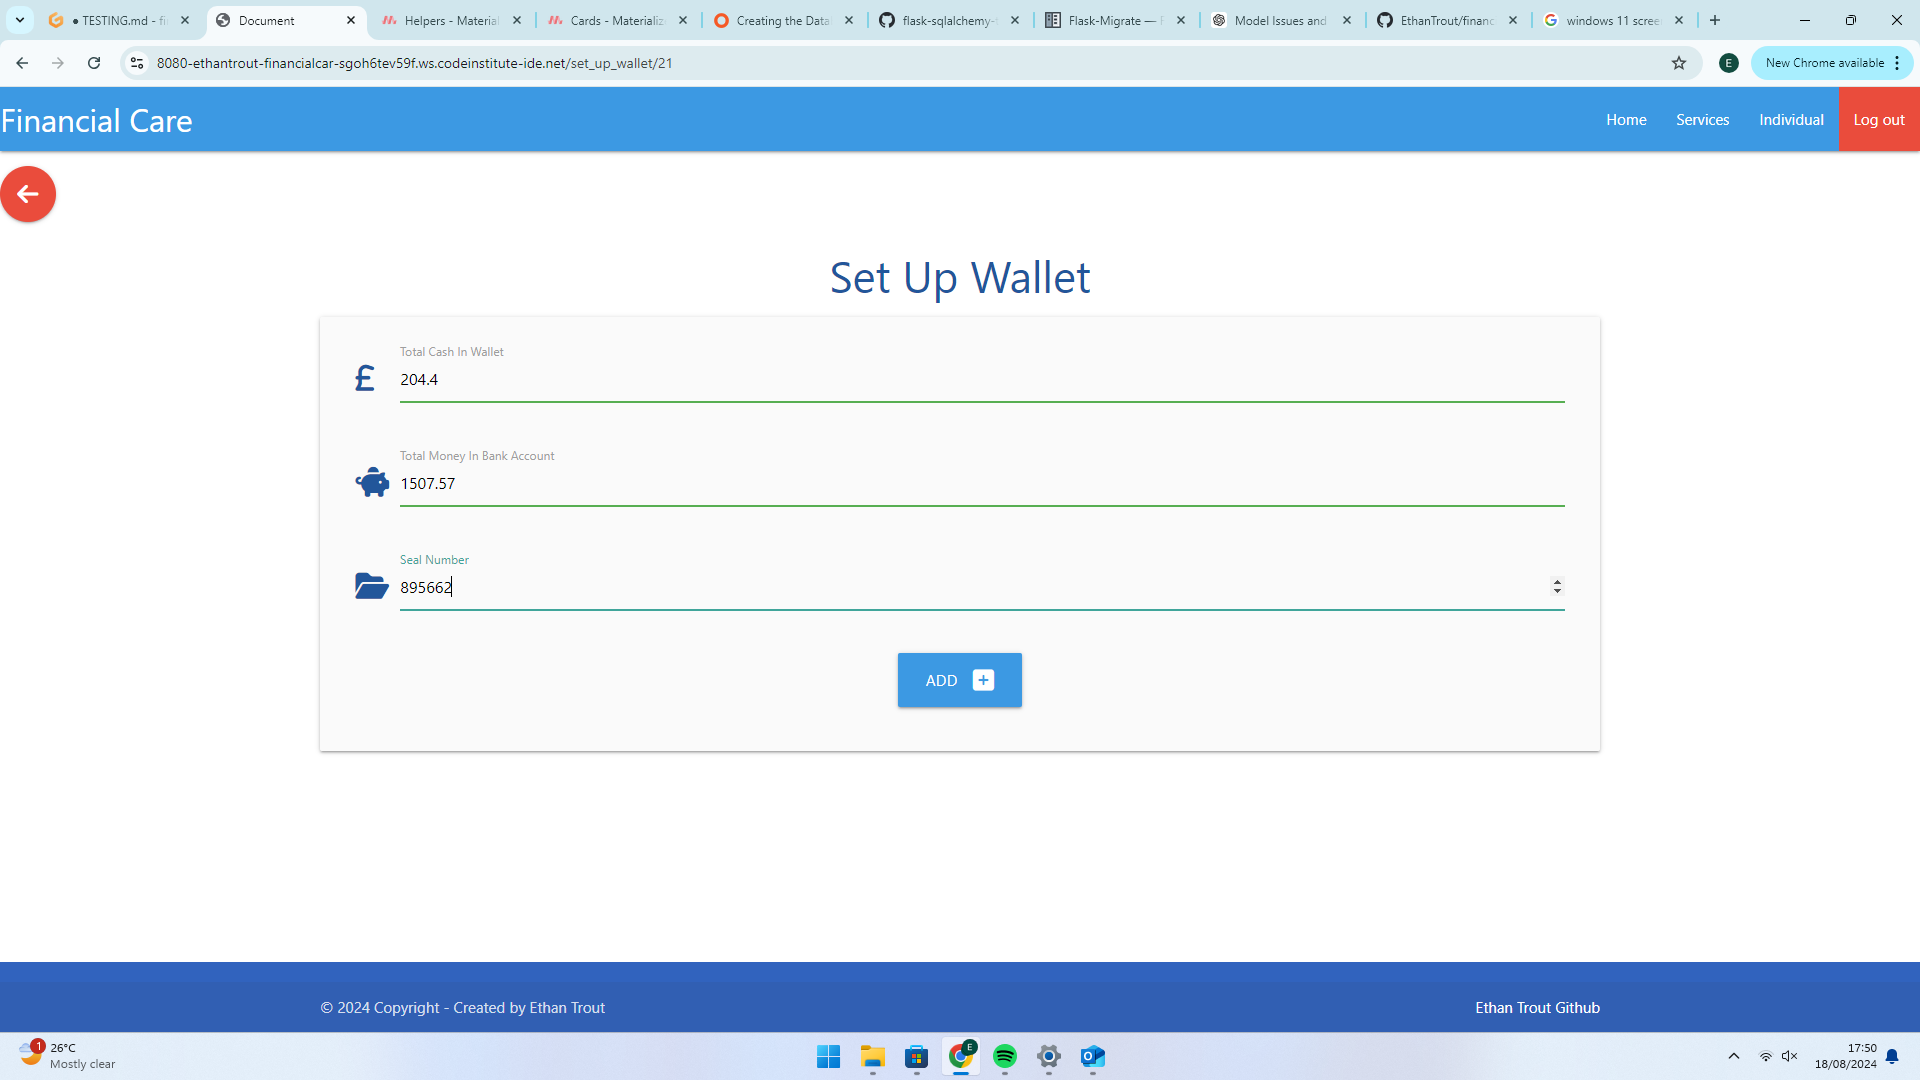 ● TESTING.md - fi
Document
Helpers - Material
Cards - Materializ
Creating the Data
flask-sqlalchemy-
Flask-Migrate —
Model Issues and
EthanTrout/financ
windows 11 scree
8080-ethantrout-financialcar-sgoh6tev59f.ws.codeinstitute-ide.net/set_up_wallet/21
E
New Chrome available
Financial Care
Home
Services
Individual
Log out
Set Up Wallet
Total Cash In Wallet
£
204.4
Total Money In Bank Account
1507.57
Seal Number
895662
ADD
© 2024 Copyright - Created by Ethan Trout
Ethan Trout Github
1
26°C
Mostly clear
E
17:50
18/08/2024